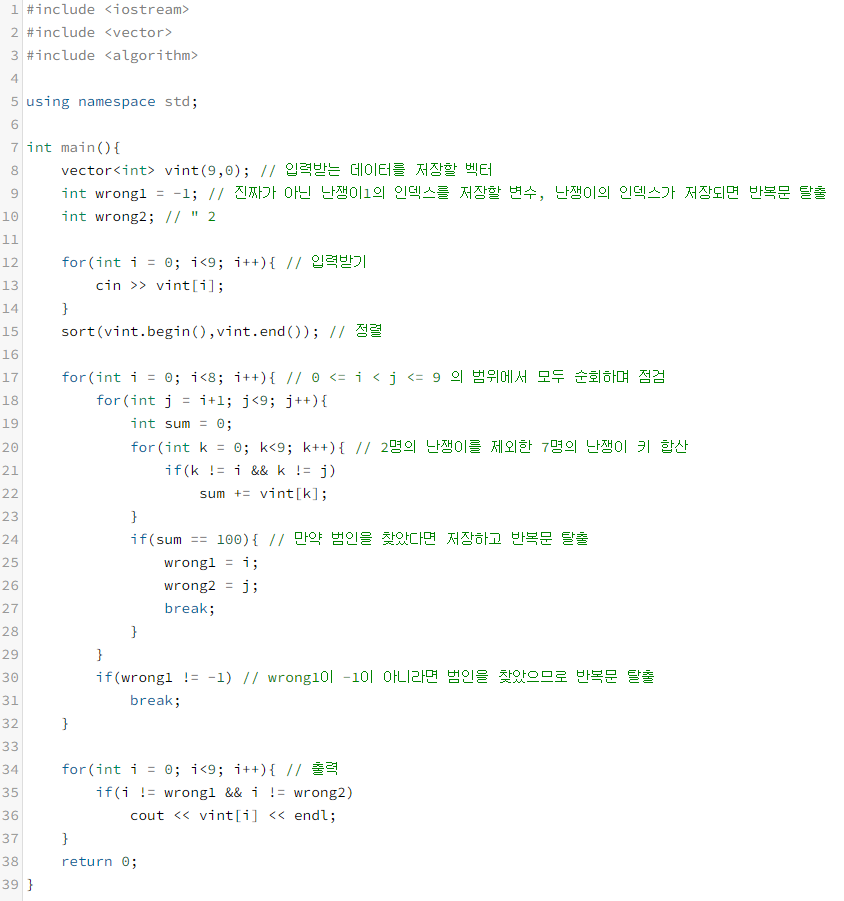 1 #include <iostream>
2 #include <vector>
3 #include <algorithm>
4
5 using namespace std;
6
7 int main(){
8     vector<int> vint(9,0); // 입력받는 데이터를 저장할 벡터
9     int wrong1 = -1; // 진짜가 아닌 난쟁이1의 인덱스를 저장할 변수, 난쟁이의 인덱스가 저장되면 반복문 탈출
10     int wrong2; // " 2
11
12     for(int i = 0; i<9; i++){ // 입력받기
13         cin >> vint[i];
14     }
15     sort(vint.begin(),vint.end()); // 정렬
16
17     for(int i = 0; i<8; i++){ // 0 <= i < j <= 9 의 범위에서 모두 순회하며 점검
18         for(int j = i+1; j<9; j++){
19             int sum = 0;
20             for(int k = 0; k<9; k++){ // 2명의 난쟁이를 제외한 7명의 난쟁이 키 합산
21                 if(k != i && k != j)
22                     sum += vint[k];
23             }
24             if(sum == 100){ // 만약 범인을 찾았다면 저장하고 반복문 탈출
25                 wrong1 = i;
26                 wrong2 = j;
27                 break;
28             }
29         }
30         if(wrong1 != -1) // wrong1이 -1이 아니라면 범인을 찾았으므로 반복문 탈출
31             break;
32     }
33
34     for(int i = 0; i<9; i++){ // 출력
35         if(i != wrong1 && i != wrong2)
36             cout << vint[i] << endl;
37     }
38     return 0;
39 }